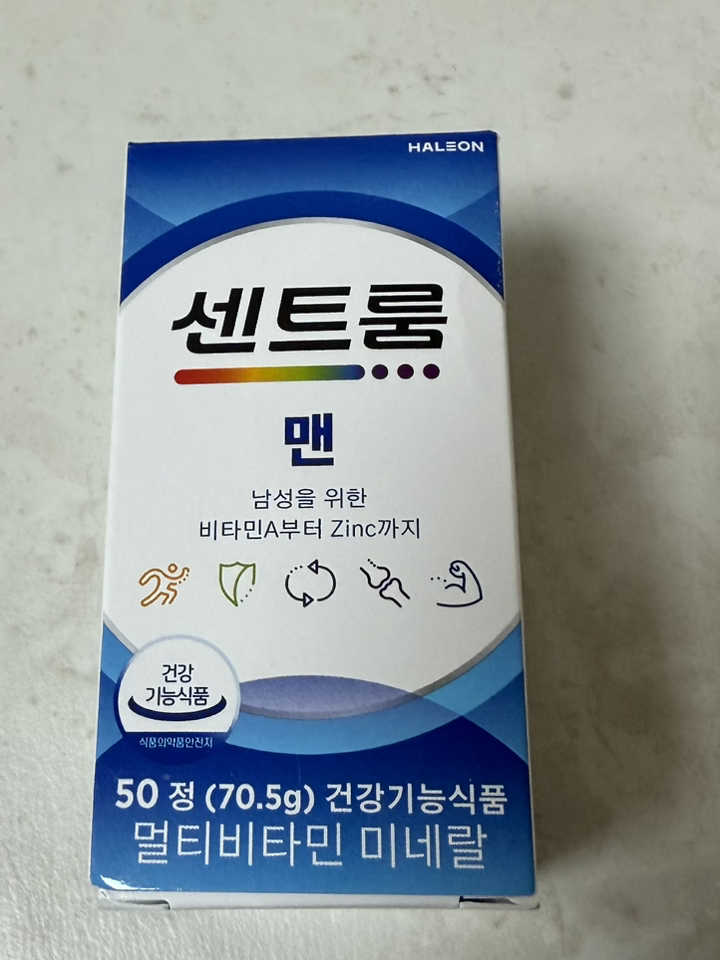 HALEON
센트룸
맨
남성을 위한
비타민A부터 Zinc까지
건강
기능식품
식품의약품안전처
50 정 (70.5g) 건강기능식품
멀티비타민 미네랄